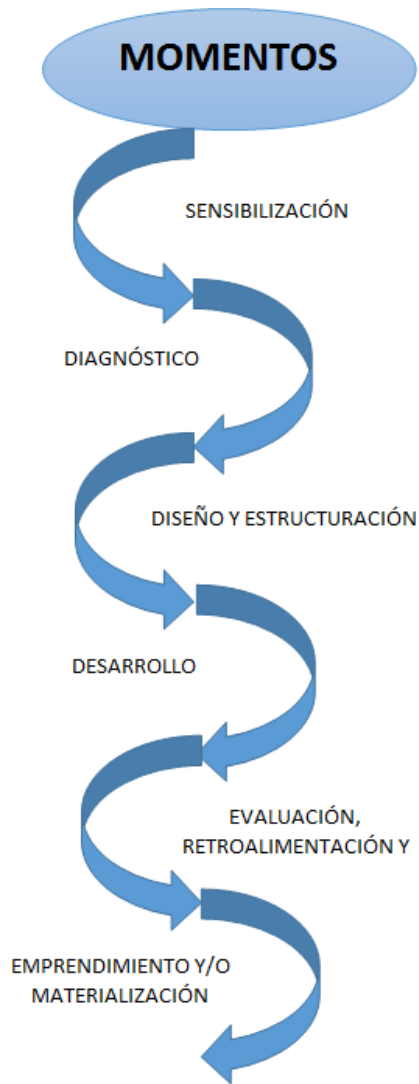 MOMENTOS
SENSIBILIZACIÓN
DIAGNÓSTICO
DISEÑO Y ESTRUCTURACIÓN
DESARROLLO
EVALUACIÓN,
RETROALIMENTACIÓN Y
EMPRENDIMIENTO Y/O
MATERIALIZACIÓN